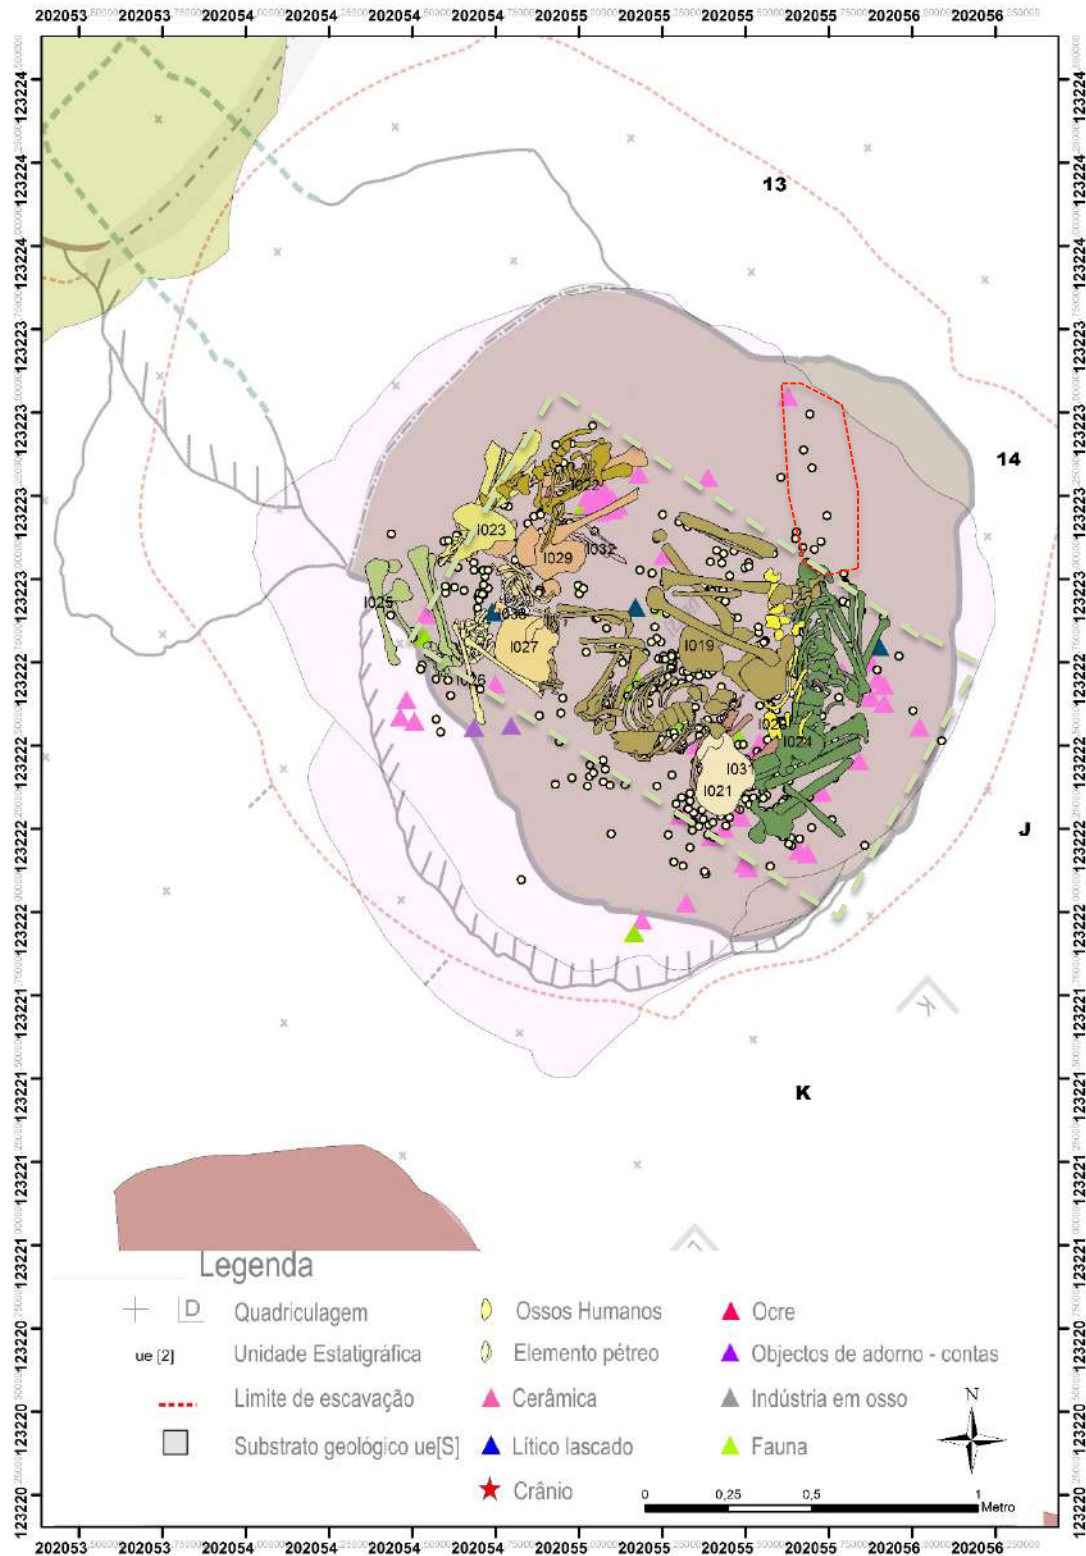 202053 202053 202054 202054 202054 202054 202055 202055 202055 202055 202056 202056
123224
123224
123224
123223
123223
123223
123223
123222
123222
123222
123222
123221
123221
123221
123221
123220
123220
123220
13
14
J
K
K
I022
I023
I029
I032
I025
I027
I026
I019
I024
I031
I021
Legenda
D Quadriculagem
Ossos Humanos
Ocre
ue [2] Unidade Estatigráfica
Elemento pétreo
Objectos de adorno - contas
Limite de escavação
Cerâmica
Indústria em osso
Substrato geológico ue[S]
Lítico lascado
Fauna
Crânio
N
0 0,25 0,5 1
Metro
202053 202053 202054 202054 202054 202054 202055 202055 202055 202055 202056 202056